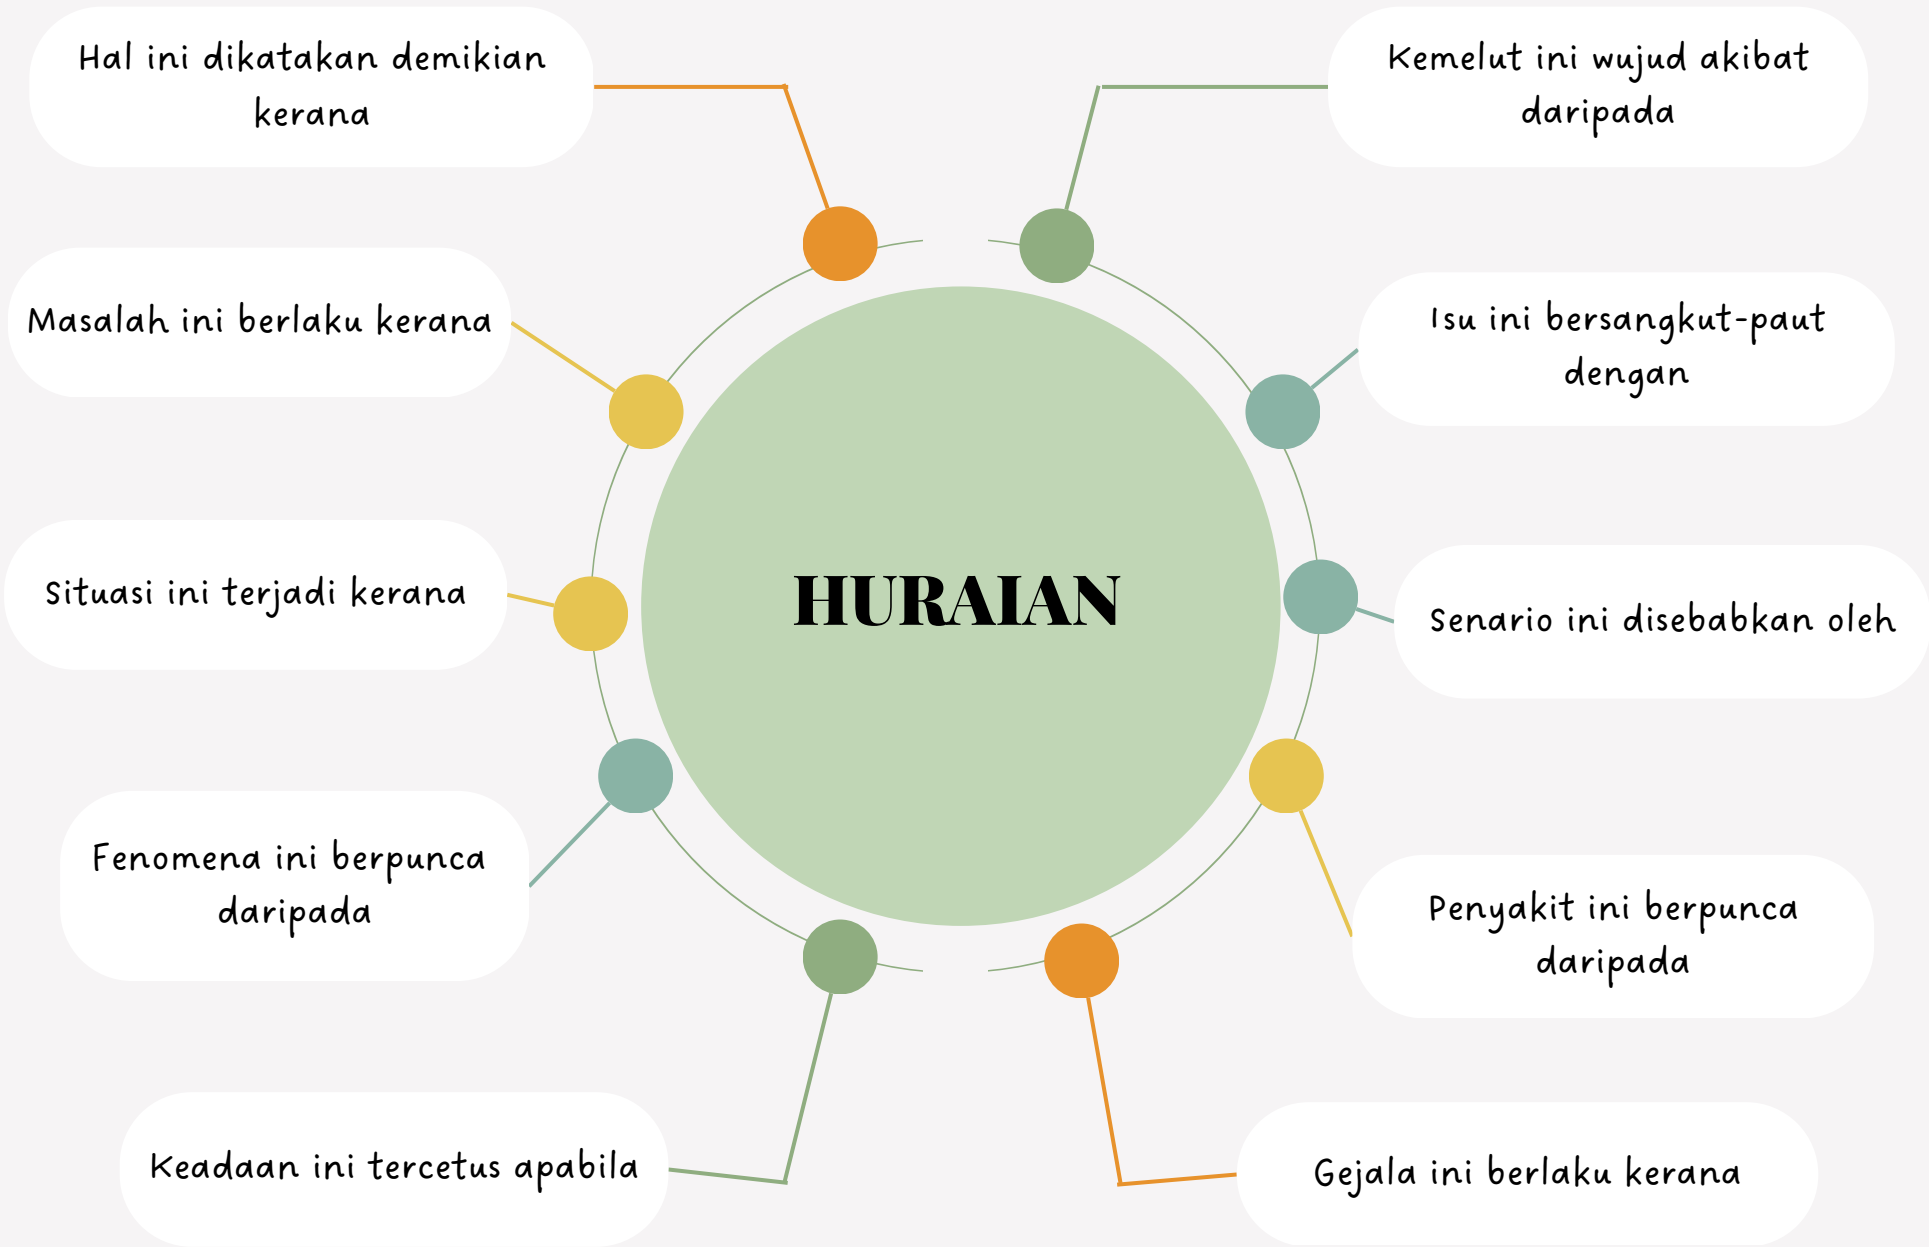 Hal ini dikatakan demikian
kerana
Masalah ini berlaku kerana
Situasi ini terjadi kerana
Fenomena ini berpunca
daripada
Keadaan ini tercetus apabila
HURAIAN
Kemelut ini wujud akibat
daripada
Isu ini bersangkut-paut
dengan
Senario ini disebabkan oleh
Penyakit ini berpunca
daripada
Gejala ini berlaku kerana